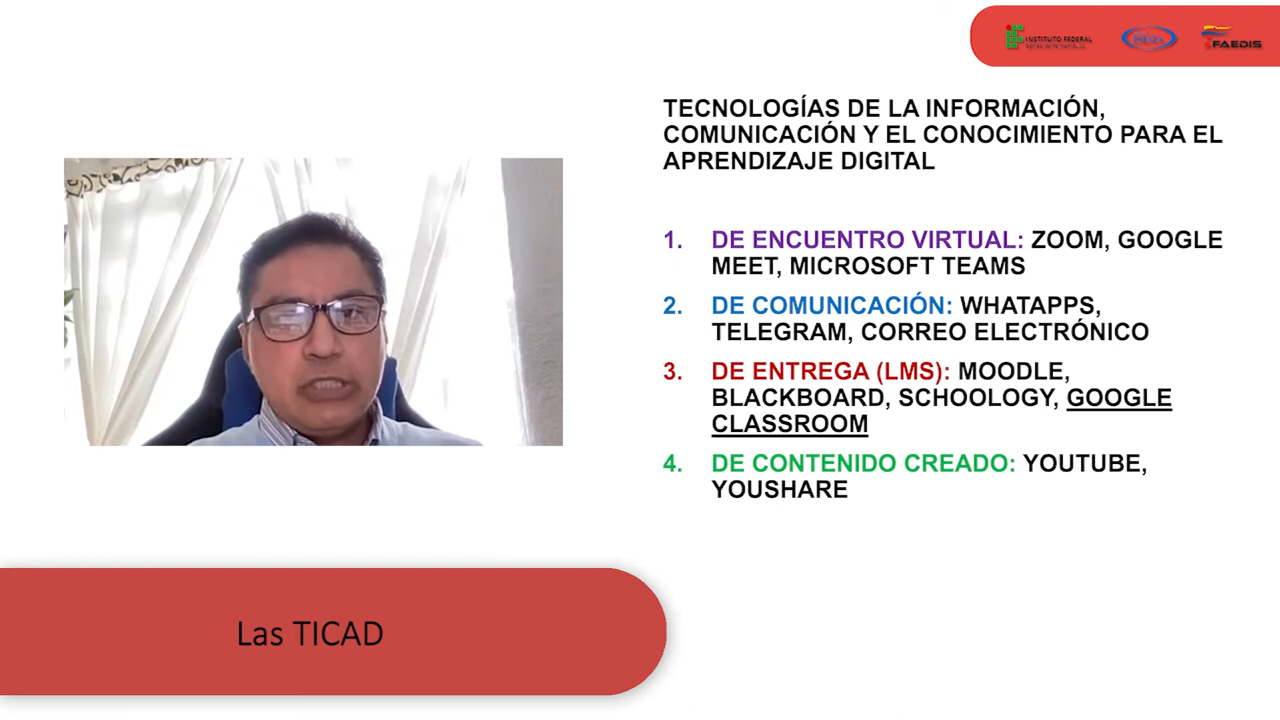 INSTITUTO FEDERAL
FAEDIS
TECNOLOGÍAS DE LA INFORMACIÓN,
COMUNICACIÓN Y EL CONOCIMIENTO PARA EL
APRENDIZAJE DIGITAL
1. DE ENCUENTRO VIRTUAL: ZOOM, GOOGLE
MEET, MICROSOFT TEAMS
2. DE COMUNICACIÓN: WHATAPPS,
TELEGRAM, CORREO ELECTRÓNICO
3. DE ENTREGA (LMS): MOODLE,
BLACKBOARD, SCHOOLOGY, GOOGLE
CLASSROOM
4. DE CONTENIDO CREADO: YOUTUBE,
YOUSHARE
Las TICAD